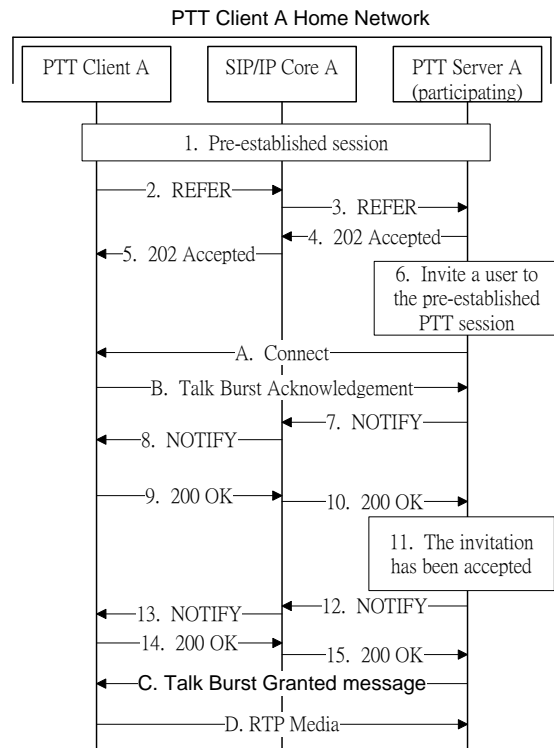 PTT Client A Home Network
PTT Client A
SIP/IP Core A
PTT Server A
(participating)
1. Pre-established session
2. REFER
3. REFER
4. 202 Accepted
5. 202 Accepted
6. Invite a user to
the pre-established
PTT session
A. Connect
B. Talk Burst Acknowledgement
7. NOTIFY
8. NOTIFY
9. 200 OK
10. 200 OK
11. The invitation
has been accepted
12. NOTIFY
13. NOTIFY
14. 200 OK
15. 200 OK
C. Talk Burst Granted message
D. RTP Media